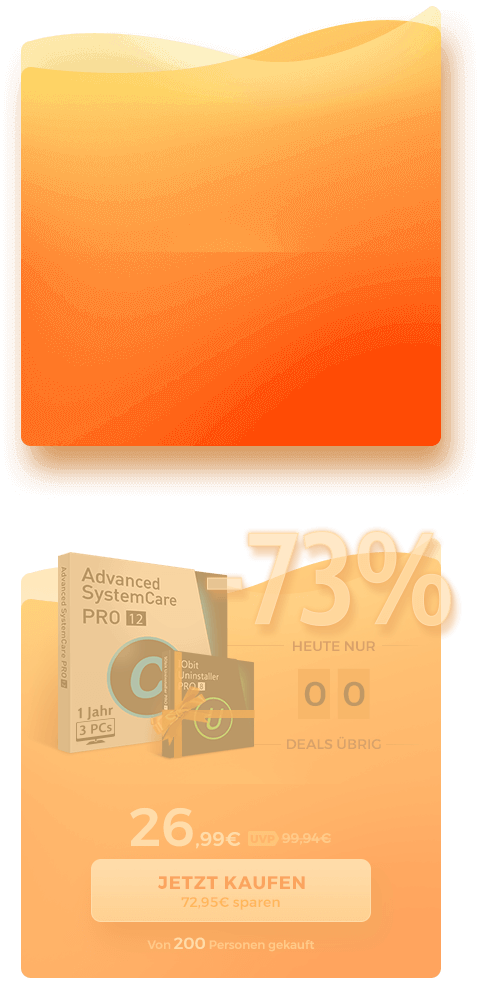 -73%
Advanced
SystemCare
PRO 12
Advanced SystemCare PRO 12
HEUTE NUR
0 0
DEALS ÜBRIG
IObit
Uninstaller
PRO 8
1 Jahr
3 PCs
26,99€ UVP 99,94€
JETZT KAUFEN
72,95€ sparen
Von 200 Personen gekauft